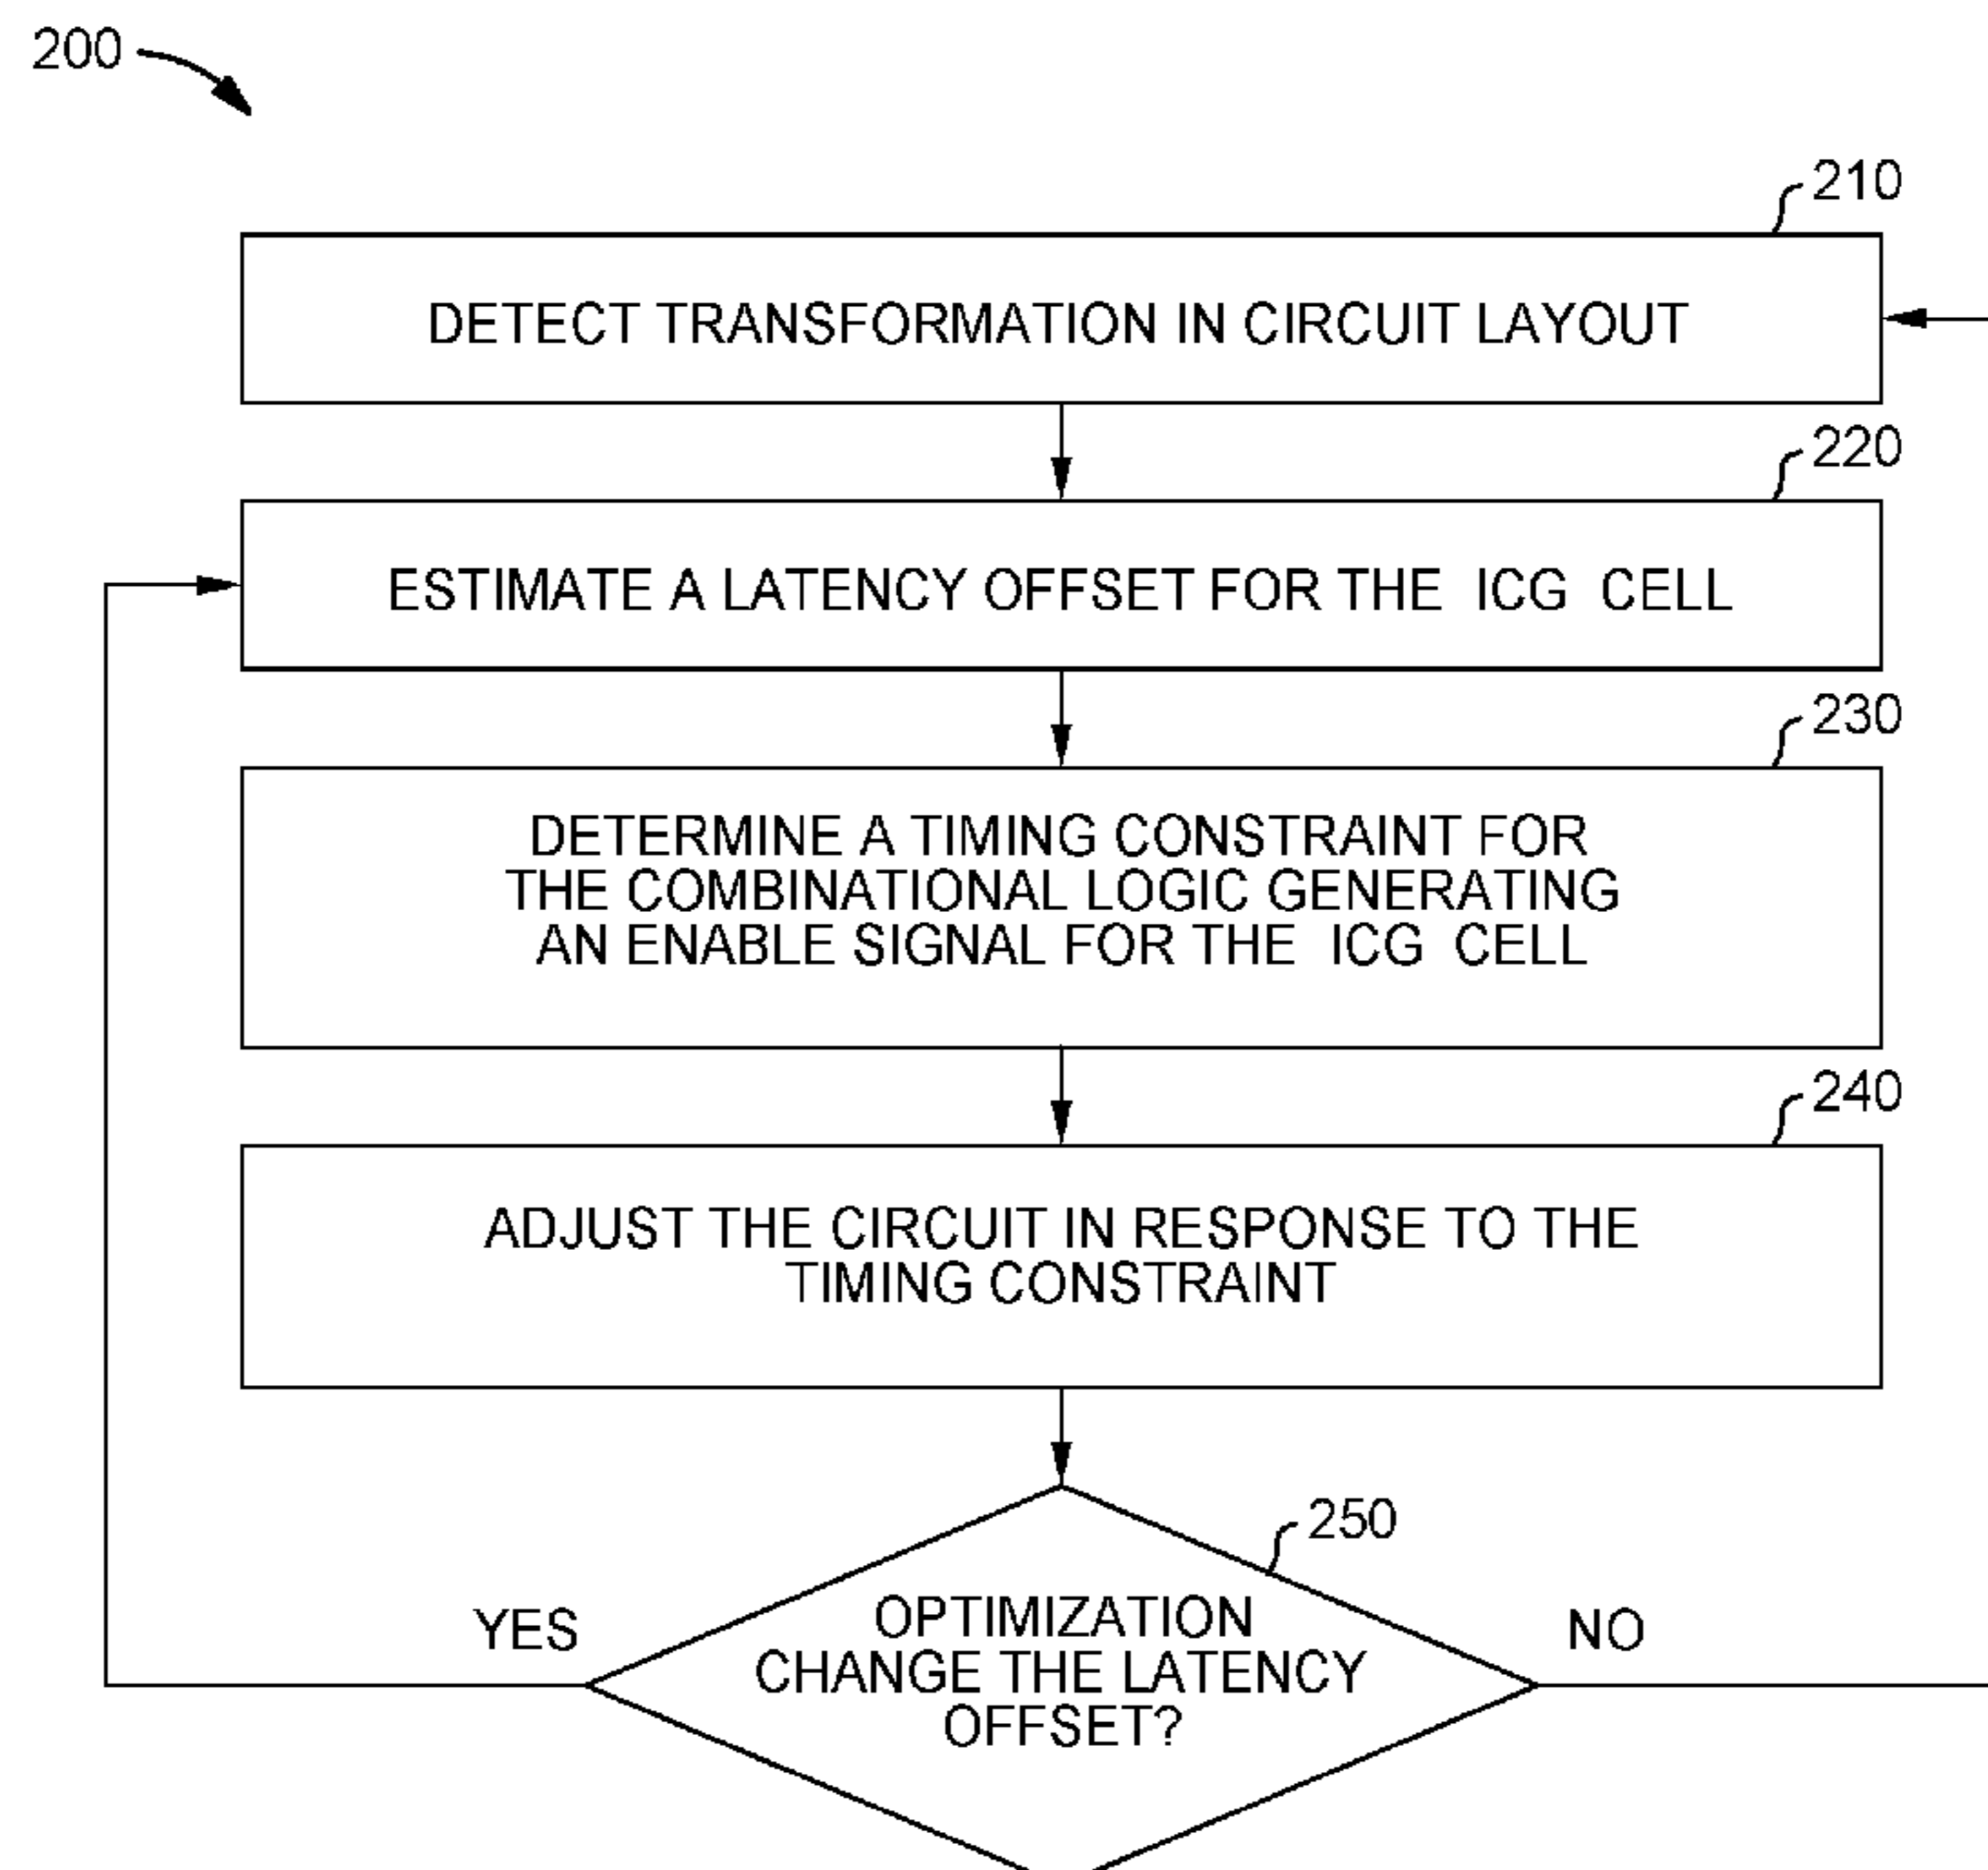 200
210
DETECT TRANSFORMATION IN CIRCUIT LAYOUT
220
ESTIMATE A LATENCY OFFSET FOR THE ICG CELL
230
DETERMINE A TIMING CONSTRAINT FOR
THE COMBINATIONAL LOGIC GENERATING
AN ENABLE SIGNAL FOR THE ICG CELL
240
ADJUST THE CIRCUIT IN RESPONSE TO THE
TIMING CONSTRAINT
250
YES
OPTIMIZATION
CHANGE THE LATENCY
OFFSET?
NO